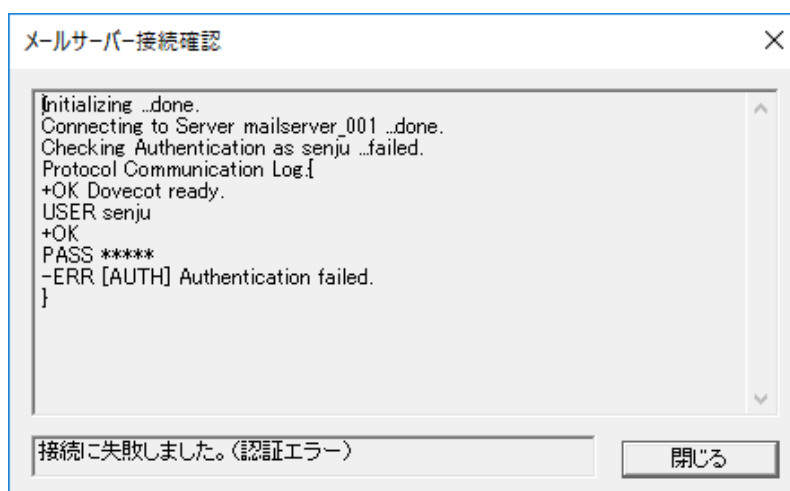 メールサーバー接続確認
Initializing ...done.
Connecting to Server mailserver_001 ...done.
Checking Authentication as senju ...failed.
Protocol Communication Log:{
+OK Dovecot ready.
USER senju
+OK
PASS *****
-ERR [AUTH] Authentication failed.
}
接続に失敗しました。(認証エラー)
閉じる